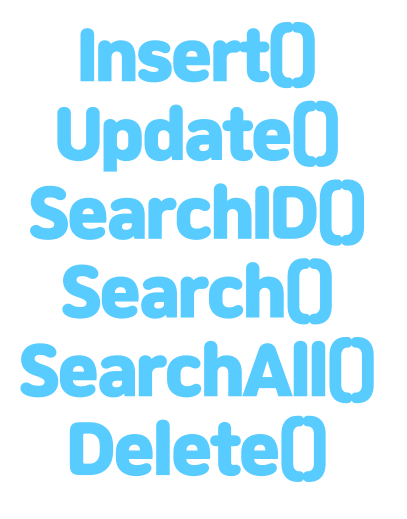 Insert()
Update()
SearchID()
Search()
SearchAll()
Delete()